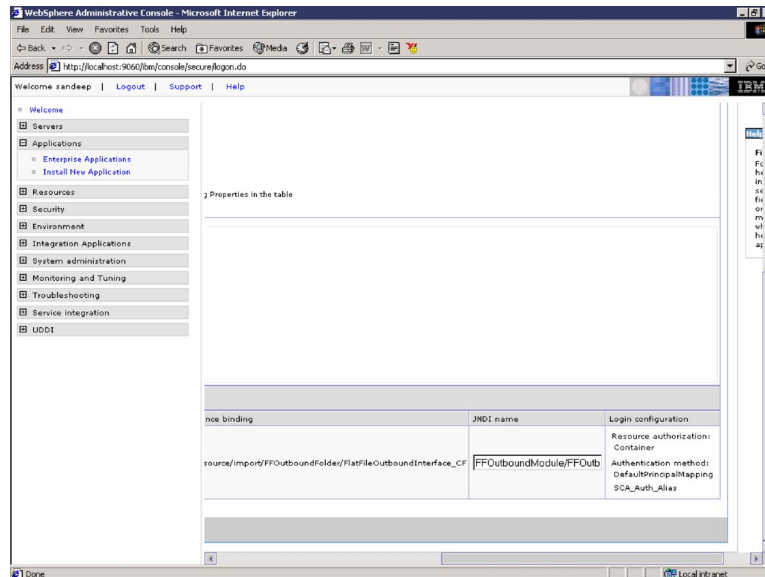 WebSphere Administrative Console - Microsoft Internet Explorer
File Edit View Favorites Tools Help
Back Search Favorites Media
Address http://localhost:9060/ibm/console/secure/logon.do Go
Welcome sandeep | Logout | Support | Help
IBM
Welcome
Servers
Applications
Enterprise Applications
Install New Application
Resources
Security
Environment
Integration Applications
System administration
Monitoring and Tuning
Troubleshooting
Service integration
UDDI
g Properties in the table
Help
nce binding JNDI name Login configuration
source/import/FFOutboundFolder/FlatFileOutboundInterface_CF FFOutboundModule/FFOutb
Resource authorization:
Container
Authentication method:
DefaultPrincipalMapping
SCA_Auth_Alias
Done Local intranet